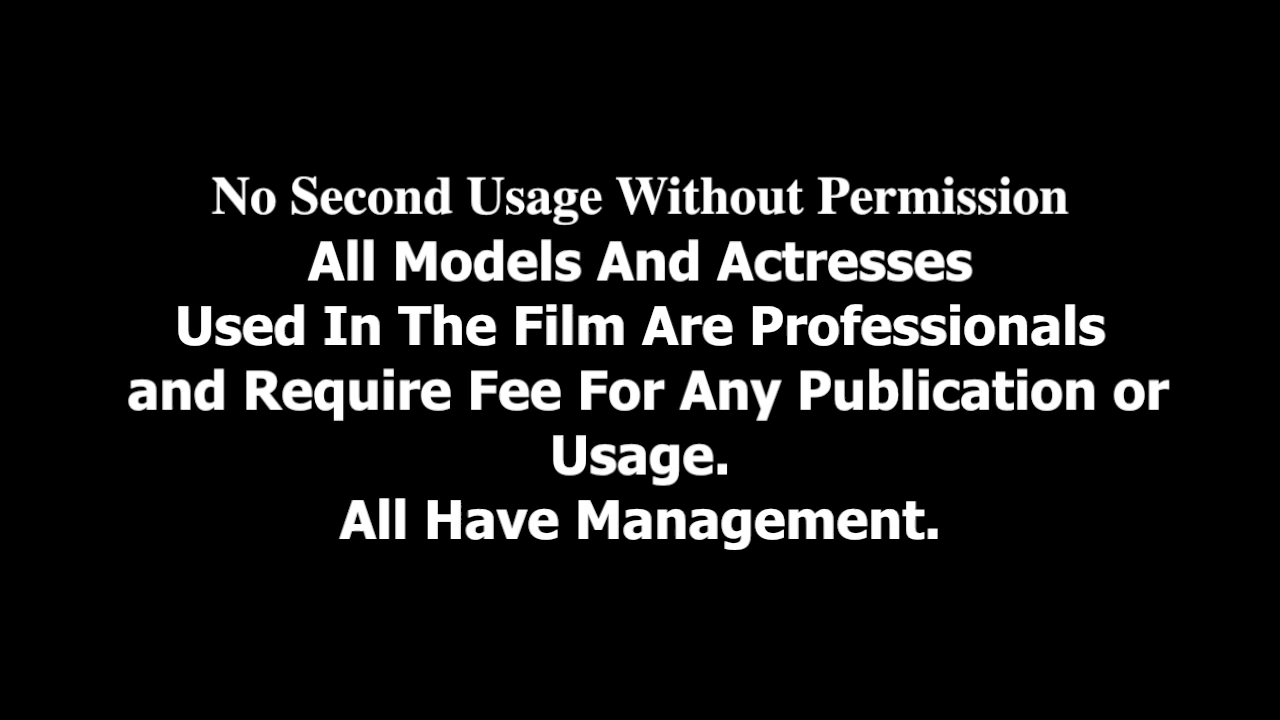 No Second Usage Without Permission
All Models And Actresses
Used In The Film Are Professionals
and Require Fee For Any Publication or
Usage.
All Have Management.